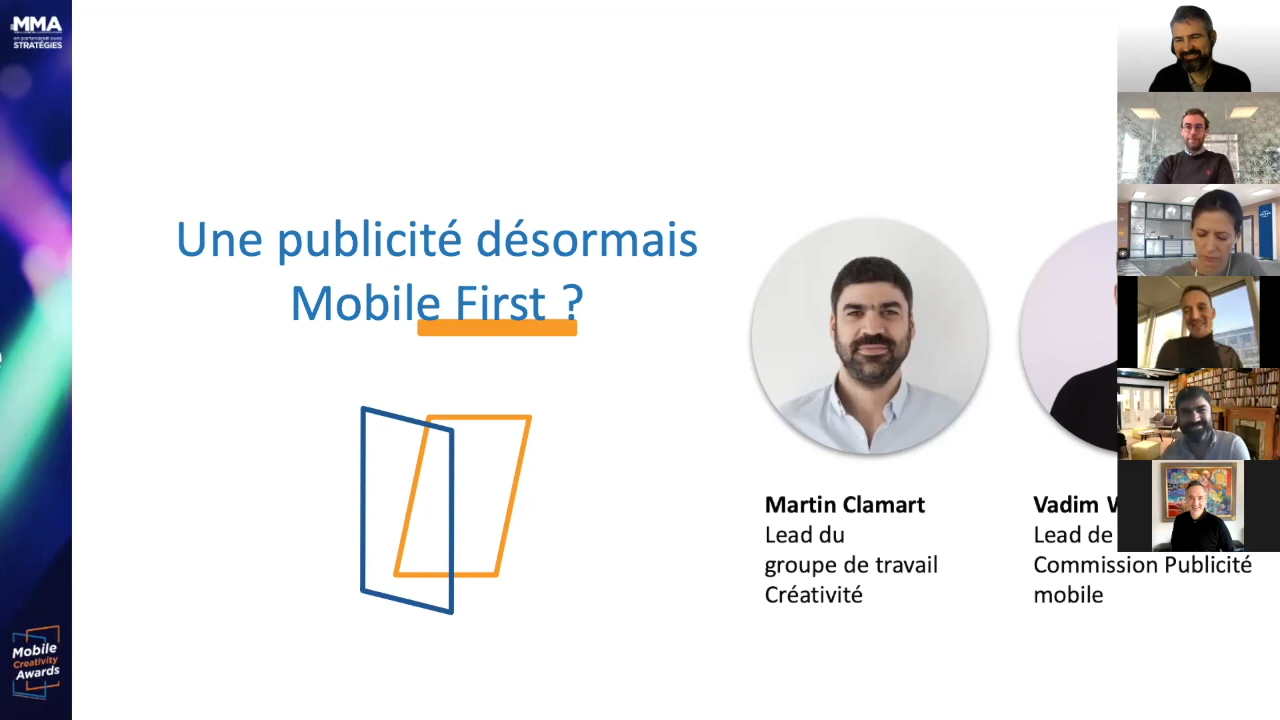 MMA
en partenariat avec
STRATÉGIES
Une publicité désormais
Mobile First ?
Martin Clamart
Lead du
groupe de travail
Créativité
Vadim
Lead de
Commission Publicité
mobile
Mobile
Creativity
Awards